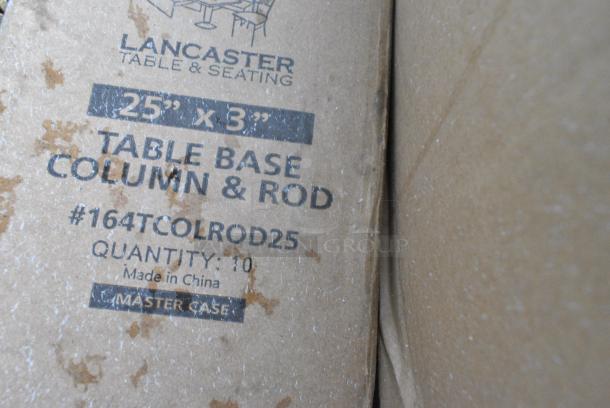 LANCASTER
TABLE & SEATING
25" x 3"
TABLE BASE
COLUMN & ROD
#164TCOLROD25
QUANTITY: 10
Made in China
MASTER CASE